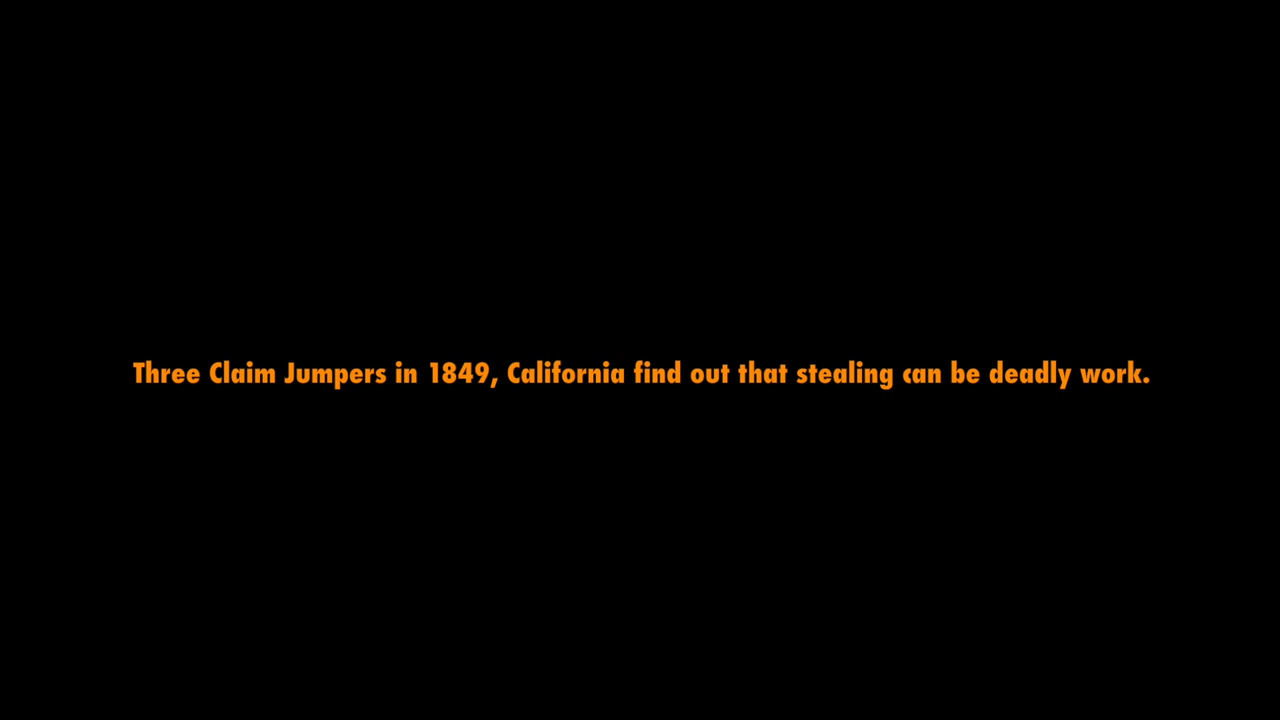 Three Claim Jumpers in 1849, California find out that stealing can be deadly work.